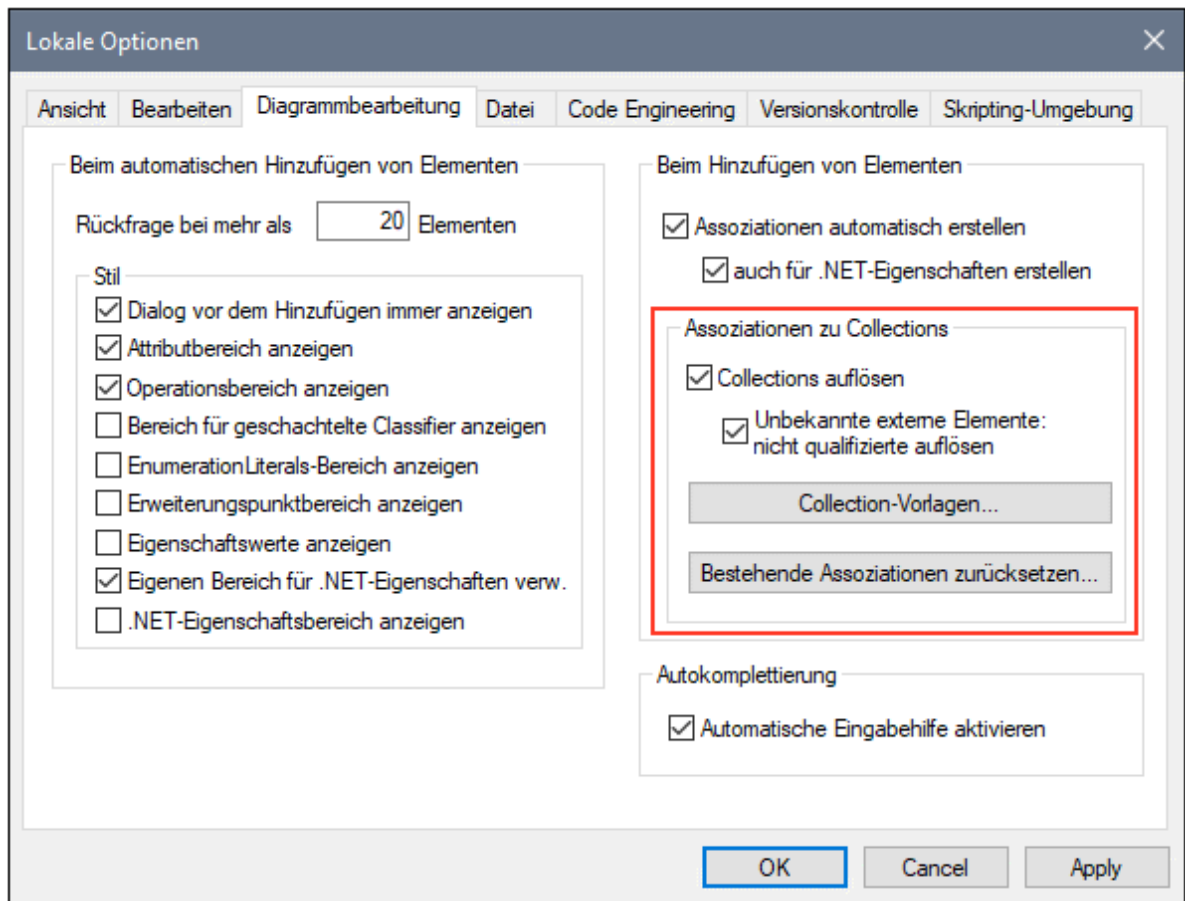 Lokale Optionen
Ansicht Bearbeiten Diagrammbearbeitung Datei Code Engineering Versionskontrolle Skripting-Umgebung
Beim automatischen Hinzufügen von Elementen
Rückfrage bei mehr als 20 Elementen
Stil
Dialog vor dem Hinzufügen immer anzeigen
Attributbereich anzeigen
Operationsbereich anzeigen
Bereich für geschachtelte Classifier anzeigen
EnumerationLiterals-Bereich anzeigen
Erweiterungspunktbereich anzeigen
Eigenschaftswerte anzeigen
Eigenen Bereich für .NET-Eigenschaften verw.
.NET-Eigenschaftsbereich anzeigen
Beim Hinzufügen von Elementen
Assoziationen automatisch erstellen
auch für .NET-Eigenschaften erstellen
Assoziationen zu Collections
Collections auflösen
Unbekannte externe Elemente:
nicht qualifizierte auflösen
Collection-Vorlagen...
Bestehende Assoziationen zurücksetzen...
Autokomplettierung
Automatische Eingabehilfe aktivieren
OK Cancel Apply